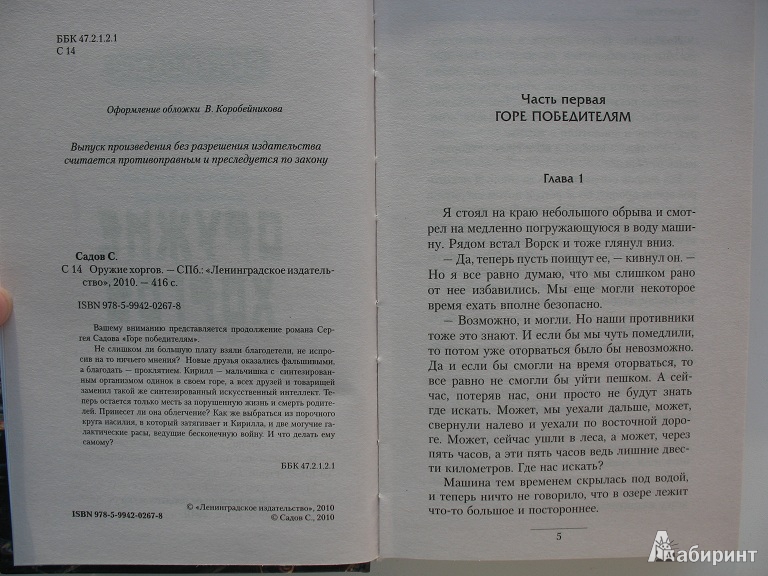 ББК 47.2.1.2.1
С 14
Оформление обложки В. Коробейникова
Выпуск произведения без разрешения издательства
считается противоправным и преследуется по закону
Садов С.
С 14 Оружие хоргов. — СПб.: «Ленинградское издатель-
ство», 2010. — 416 с.
ISBN 978-5-9942-0267-8
Вашему вниманию представляется продолжение романа Сер-
гея Садова «Горе победителям».
Не слишком ли большую плату взяли благодетели, не испро-
сив на то ничьего мнения? Новые друзья оказались фальшивыми,
а благодать — проклятием. Кирилл — мальчишка с синтезирован-
ным организмом одинок в своем горе, а всех друзей и товарищей
заменил такой же синтезированный искусственный интеллект. Те-
перь остается только месть за порушенную жизнь и смерть родите-
лей. Принесет ли она облегчение? Как же выбраться из порочного
круга насилия, в который затягивает и Кирилла, и две могучие га-
лактические расы, ведущие бесконечную войну. И что делать ему
самому?
ББК 47.2.1.2.1
ISBN 978-5-9942-0267-8
© «Ленинградское издательство», 2010
© Садов С., 2010
Часть первая
ГОРЕ ПОБЕДИТЕЛЯМ
Глава 1
Я стоял на краю небольшого обрыва и смот-
рел на медленно погружающуюся в воду маши-
ну. Рядом встал Ворск и тоже глянул вниз.
— Да, теперь пусть поищут ее, — кивнул он. —
Но я все равно думаю, что мы слишком рано
от нее избавились. Мы еще могли некоторое
время ехать вполне безопасно.
— Возможно, и могли. Но наши противники
тоже это знают. И если бы мы чуть помедлили,
то потом уже оторваться было бы невозможно.
Да и если бы смогли на время оторваться, то
все равно не смогли бы уйти пешком. А сей-
час, потеряв нас, они просто не будут знать
где искать. Может, мы уехали дальше, может,
свернули налево и уехали по восточной доро-
ге. Может, сейчас ушли в леса, а может, через
пять часов, а эти пять часов ведь лишние двес-
ти километров. Где нас искать?
Машина тем временем скрылась под водой,
и теперь ничто не говорило, что в озере лежит
что-то большое и постороннее.
5
Лабиринт